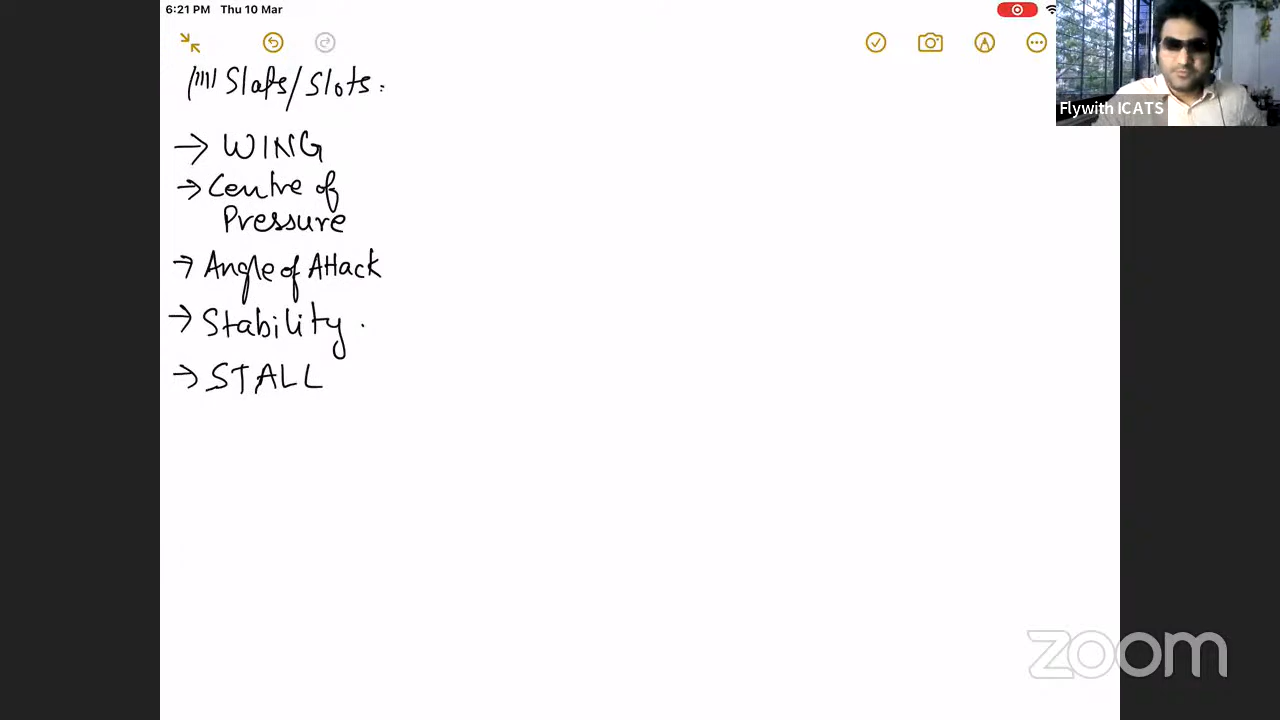 6:21 PM Thu 10 Mar
Flywith ICATS
Slats/Slots.
→ WING
→ Centre of
Pressure
→ Angle of Attack
→ Stability.
→ STALL
zoom